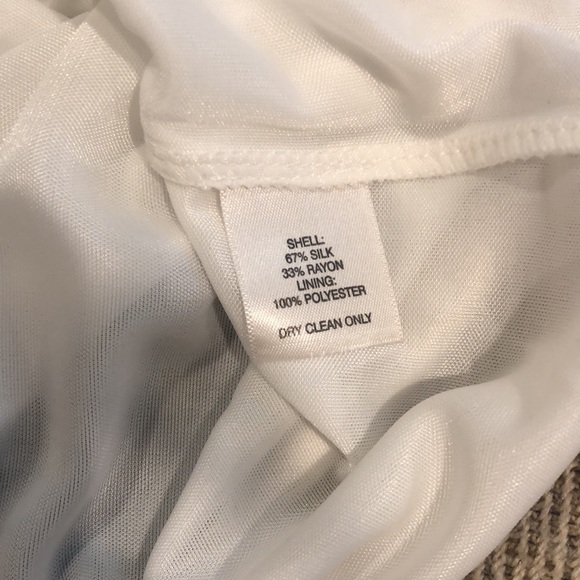 SHELL:
67% SILK
33% RAYON
LINING:
100% POLYESTER
DRY CLEAN ONLY